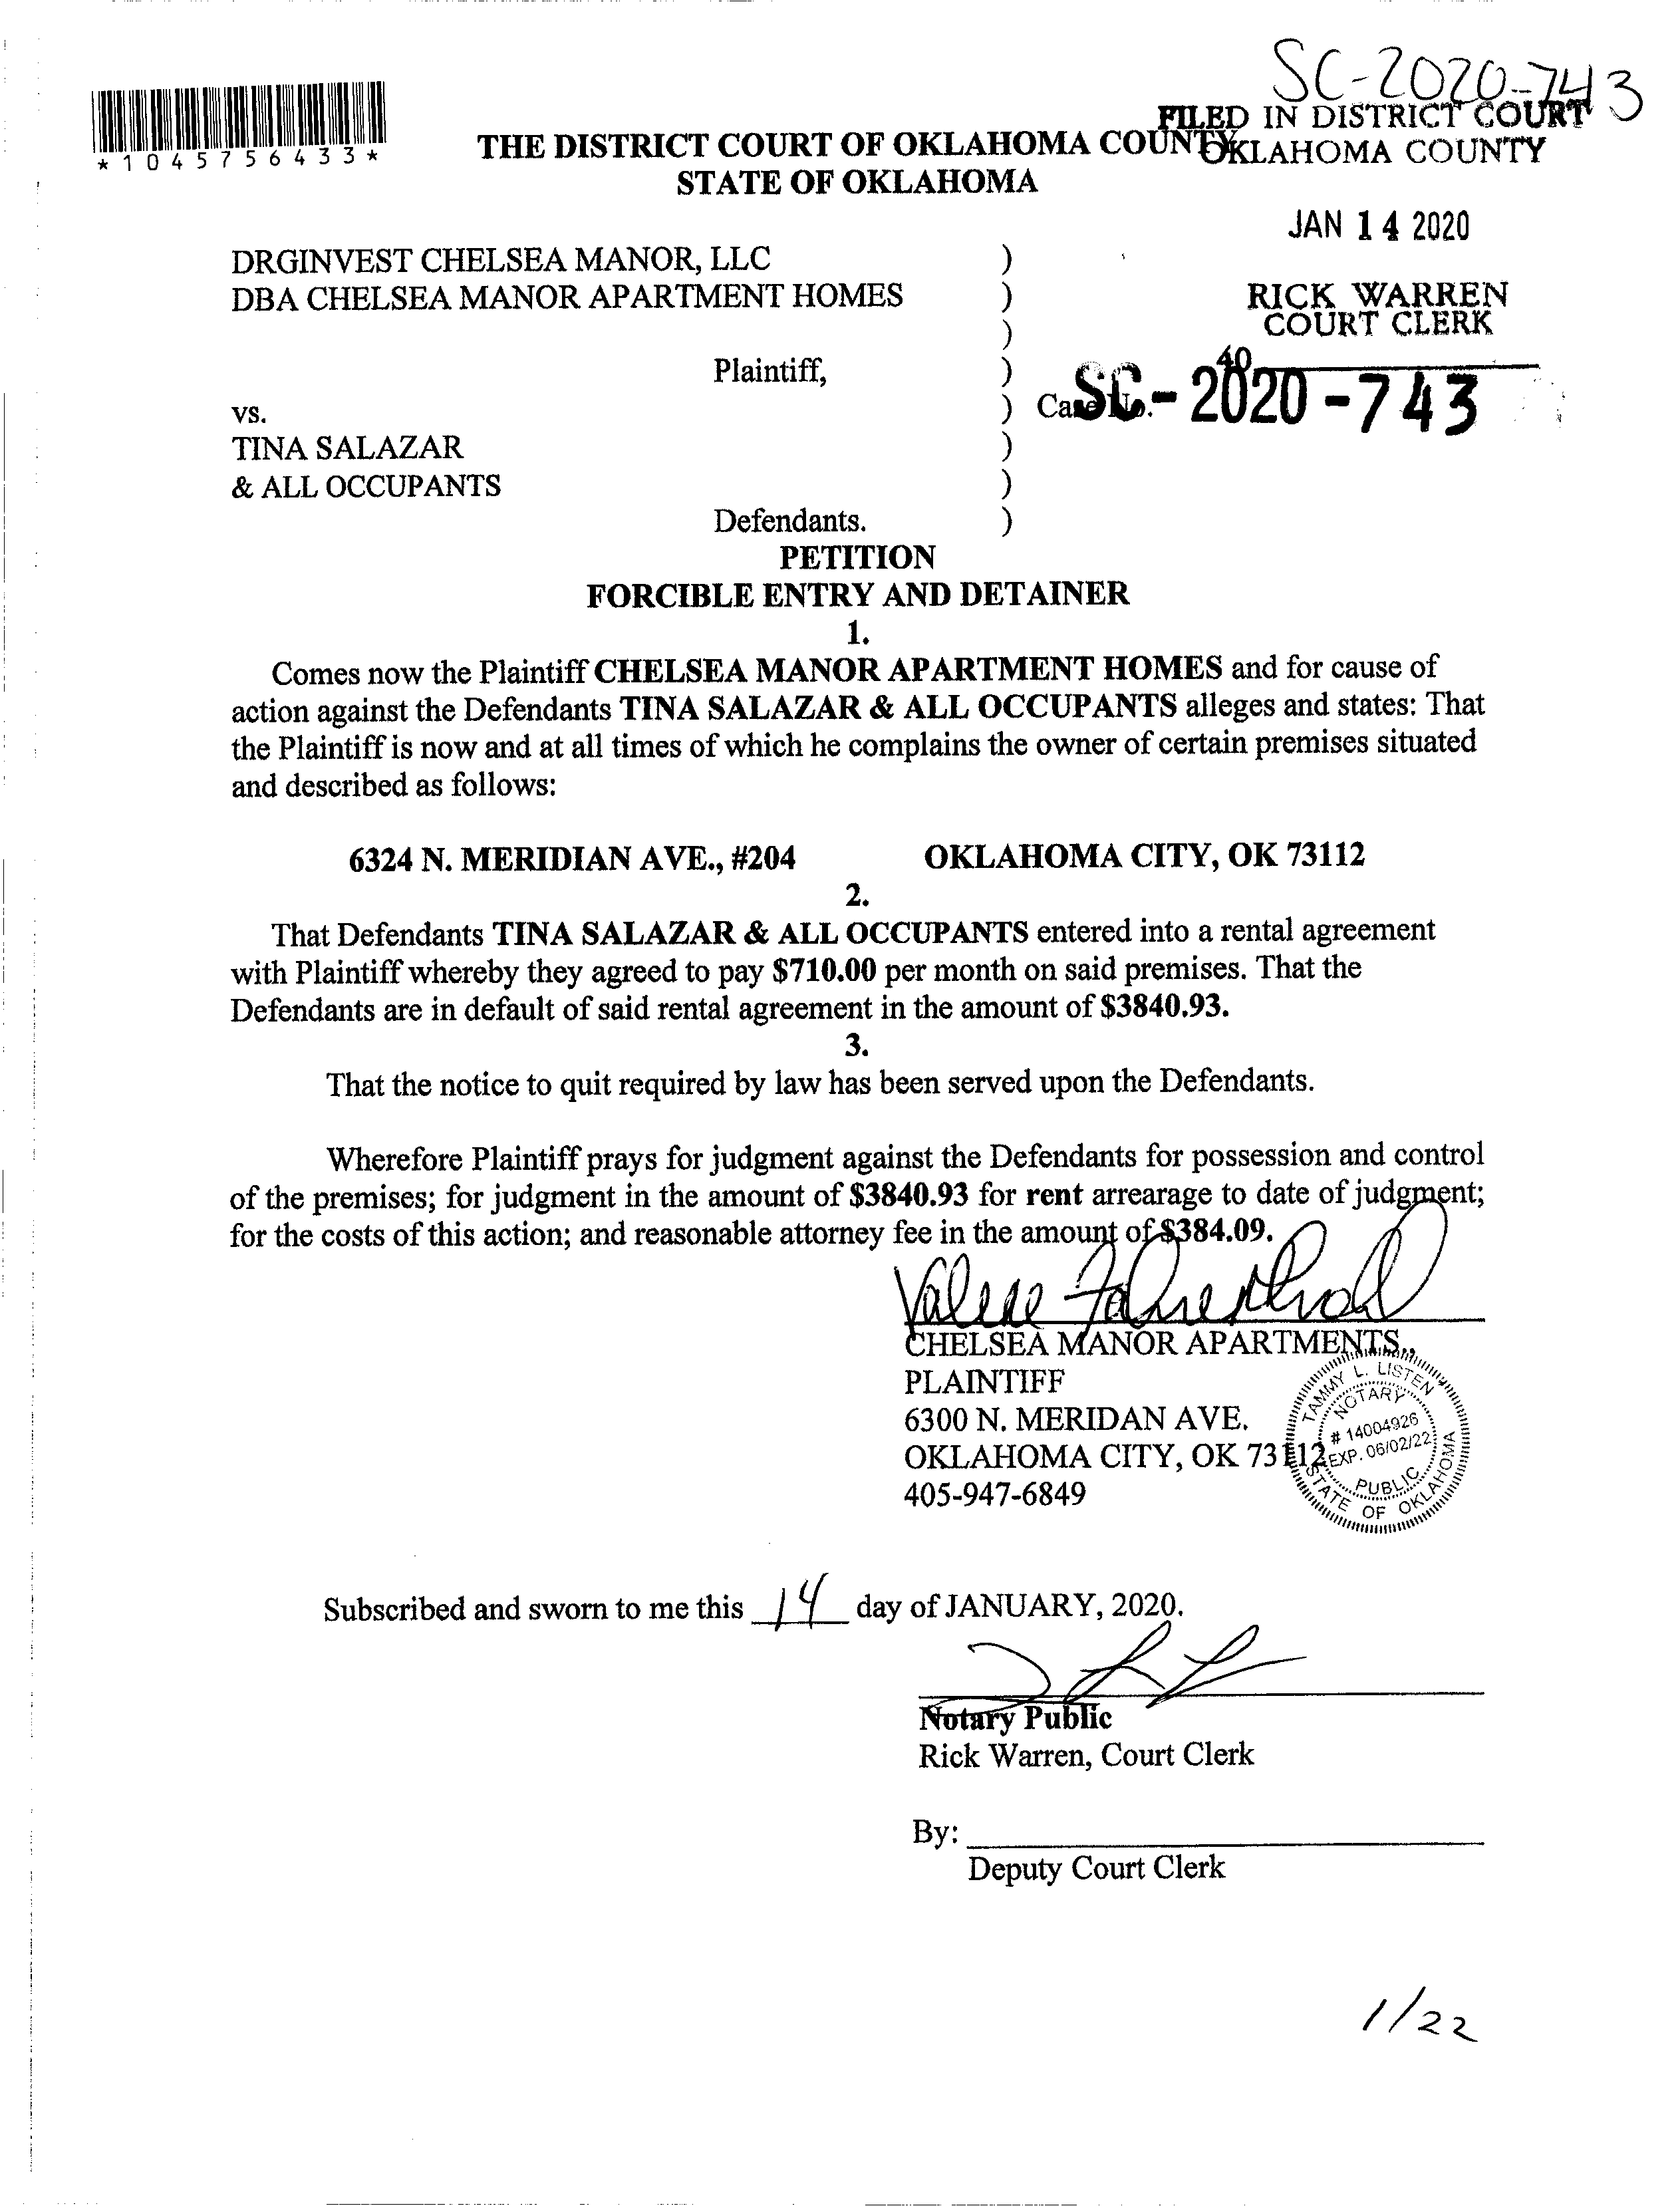 SC-2020-743
FILED IN DISTRICT COURT
OKLAHOMA COUNTY
*1045756433*
THE DISTRICT COURT OF OKLAHOMA COUNTY
STATE OF OKLAHOMA
JAN 14 2020
DRGINVEST CHELSEA MANOR, LLC )
DBA CHELSEA MANOR APARTMENT HOMES )
RICK WARREN
COURT CLERK
)
40
Plaintiff, )
vs. ) Case No. SC-2020-743
TINA SALAZAR )
& ALL OCCUPANTS )
Defendants. )
PETITION
FORCIBLE ENTRY AND DETAINER
1.
Comes now the Plaintiff CHELSEA MANOR APARTMENT HOMES and for cause of
action against the Defendants TINA SALAZAR & ALL OCCUPANTS alleges and states: That
the Plaintiff is now and at all times of which he complains the owner of certain premises situated
and described as follows:
6324 N. MERIDIAN AVE., #204 OKLAHOMA CITY, OK 73112
2.
That Defendants TINA SALAZAR & ALL OCCUPANTS entered into a rental agreement
with Plaintiff whereby they agreed to pay $710.00 per month on said premises. That the
Defendants are in default of said rental agreement in the amount of $3840.93.
3.
That the notice to quit required by law has been served upon the Defendants.
Wherefore Plaintiff prays for judgment against the Defendants for possession and control
of the premises; for judgment in the amount of $3840.93 for rent arrearage to date of judgment;
for the costs of this action; and reasonable attorney fee in the amount of $384.09.
CHELSEA MANOR APARTMENTS,
PLAINTIFF
6300 N. MERIDAN AVE.
OKLAHOMA CITY, OK 73112
405-947-6849
TAMMY L. LISTEN
NOTARY
# 14004926
EXP. 06/02/22
PUBLIC
STATE OF OKLAHOMA
Subscribed and sworn to me this 14 day of JANUARY, 2020.
Notary Public
Rick Warren, Court Clerk
By:
Deputy Court Clerk
1/22